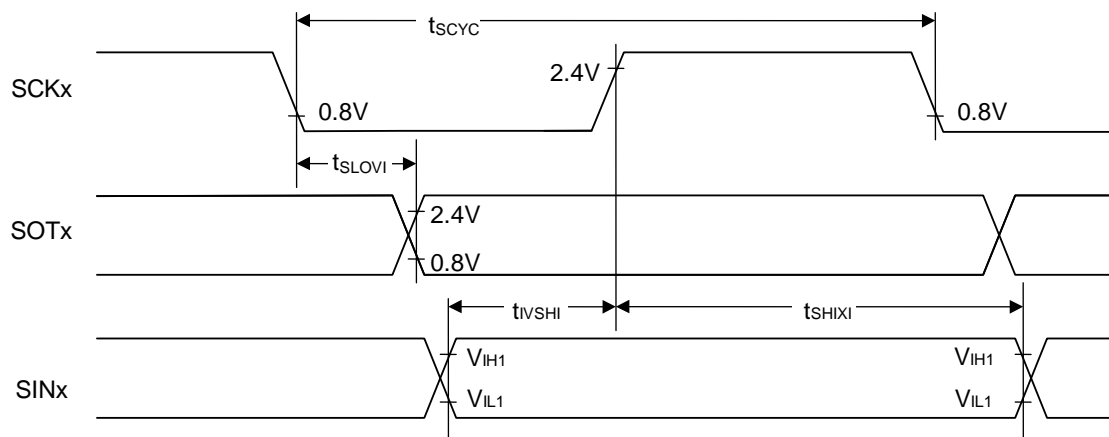 tSCYC
SCKx
2.4V
0.8V
0.8V
tSLOVI
SOTx
2.4V
0.8V
tIVSHI
tSHIXI
SINx
VIH1
VIH1
VIL1
VIL1